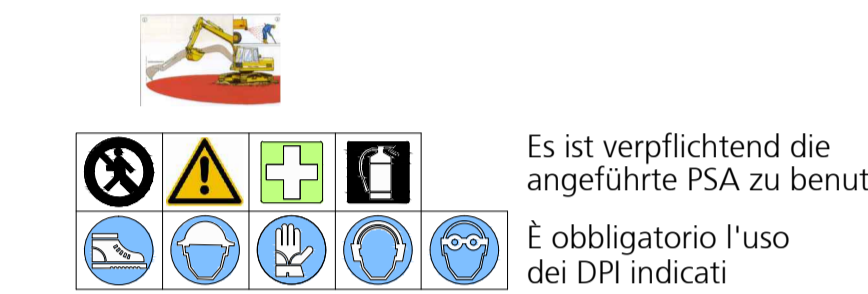 Es ist verpflichtend die
angeführte PSA zu benut
È obbligatorio l'uso
dei DPI indicati